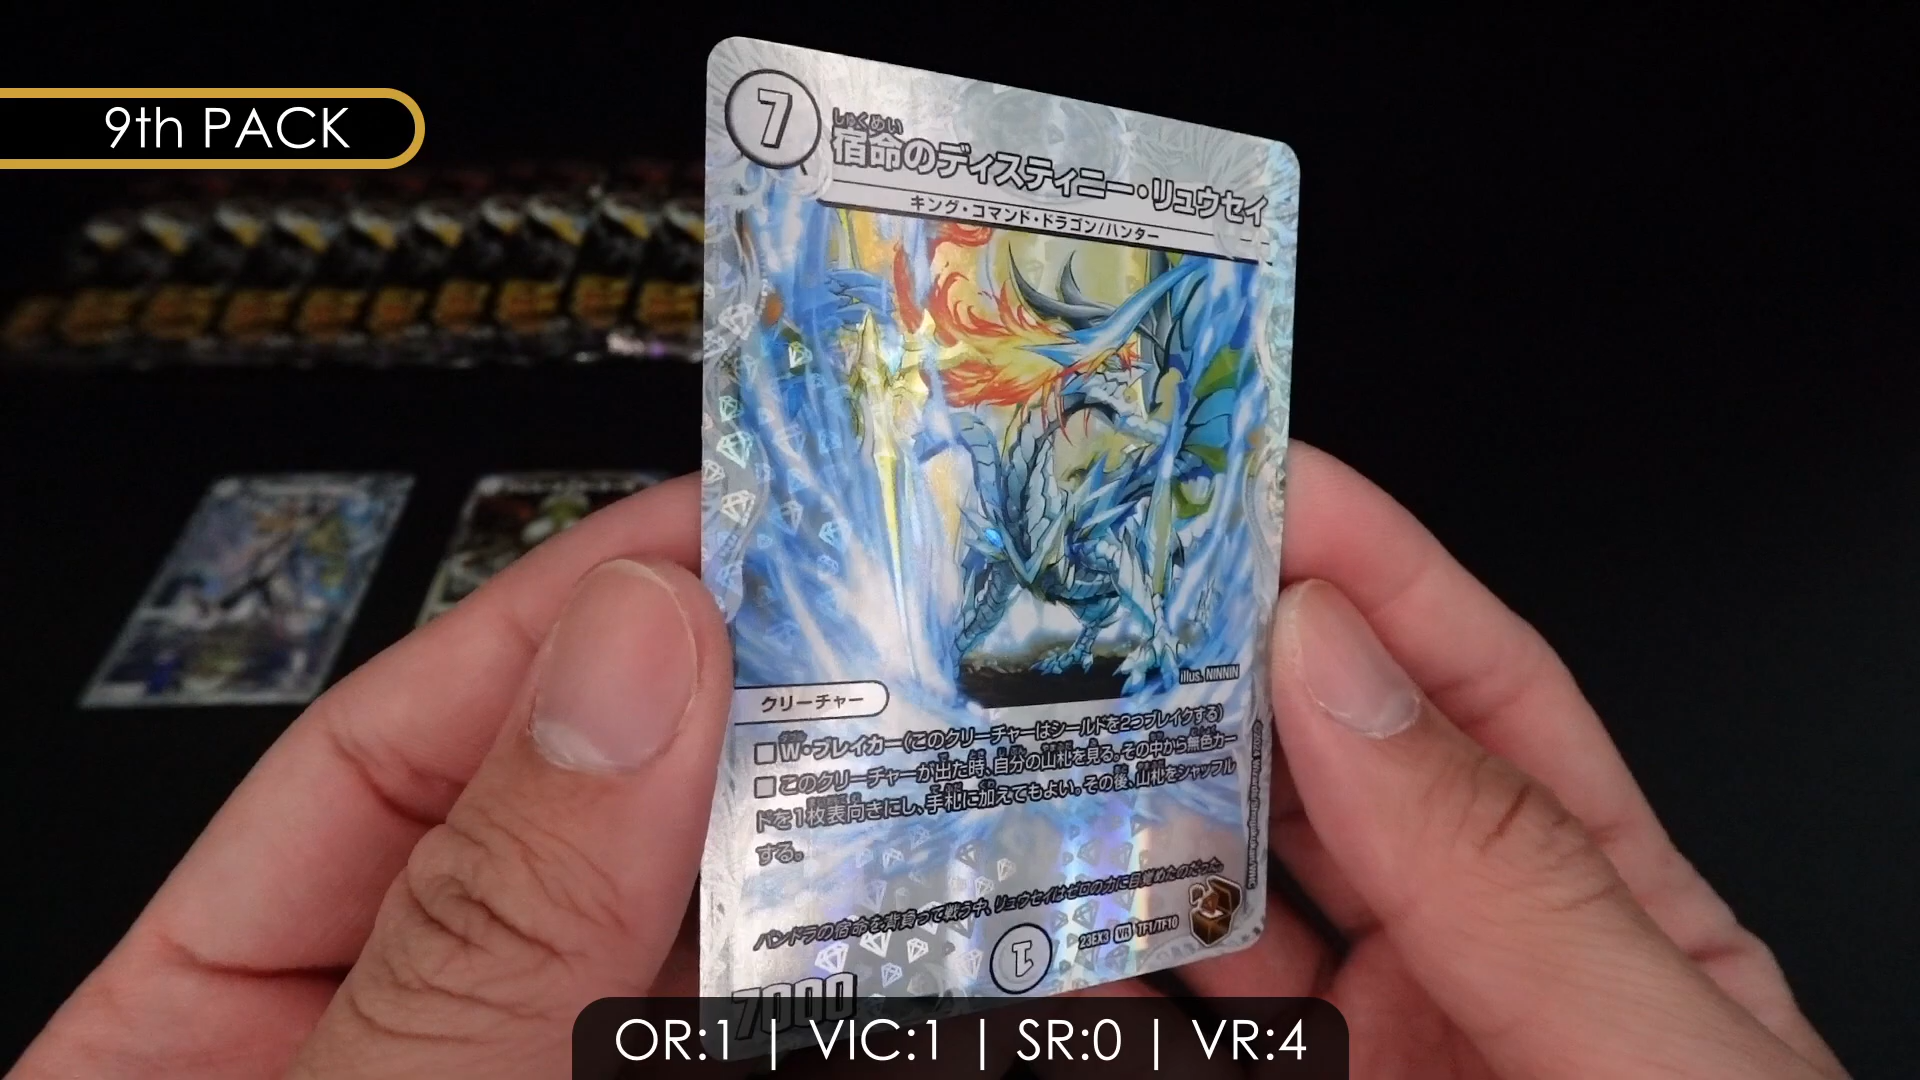 9th PACK
7
しゅくめい
宿命のディスティニー・リュウセイ
キング・コマンド・ドラゴン/ハンター
illus. NINNIN
クリーチャー
■W・ブレイカー(このクリーチャーはシールドを2つブレイクする)
■このクリーチャーが出た時、自分の山札を見る。その中から無色カー
ドを1枚表向きにし、手札に加えてもよい。その後、山札をシャッフル
する。
パンドラの宿命を背負って戦う中、リュウセイはゼロの力に目覚めたのだった。
23EX3 VR TF1/TF10
1
7000
OR:1 | VIC:1 | SR:0 | VR:4